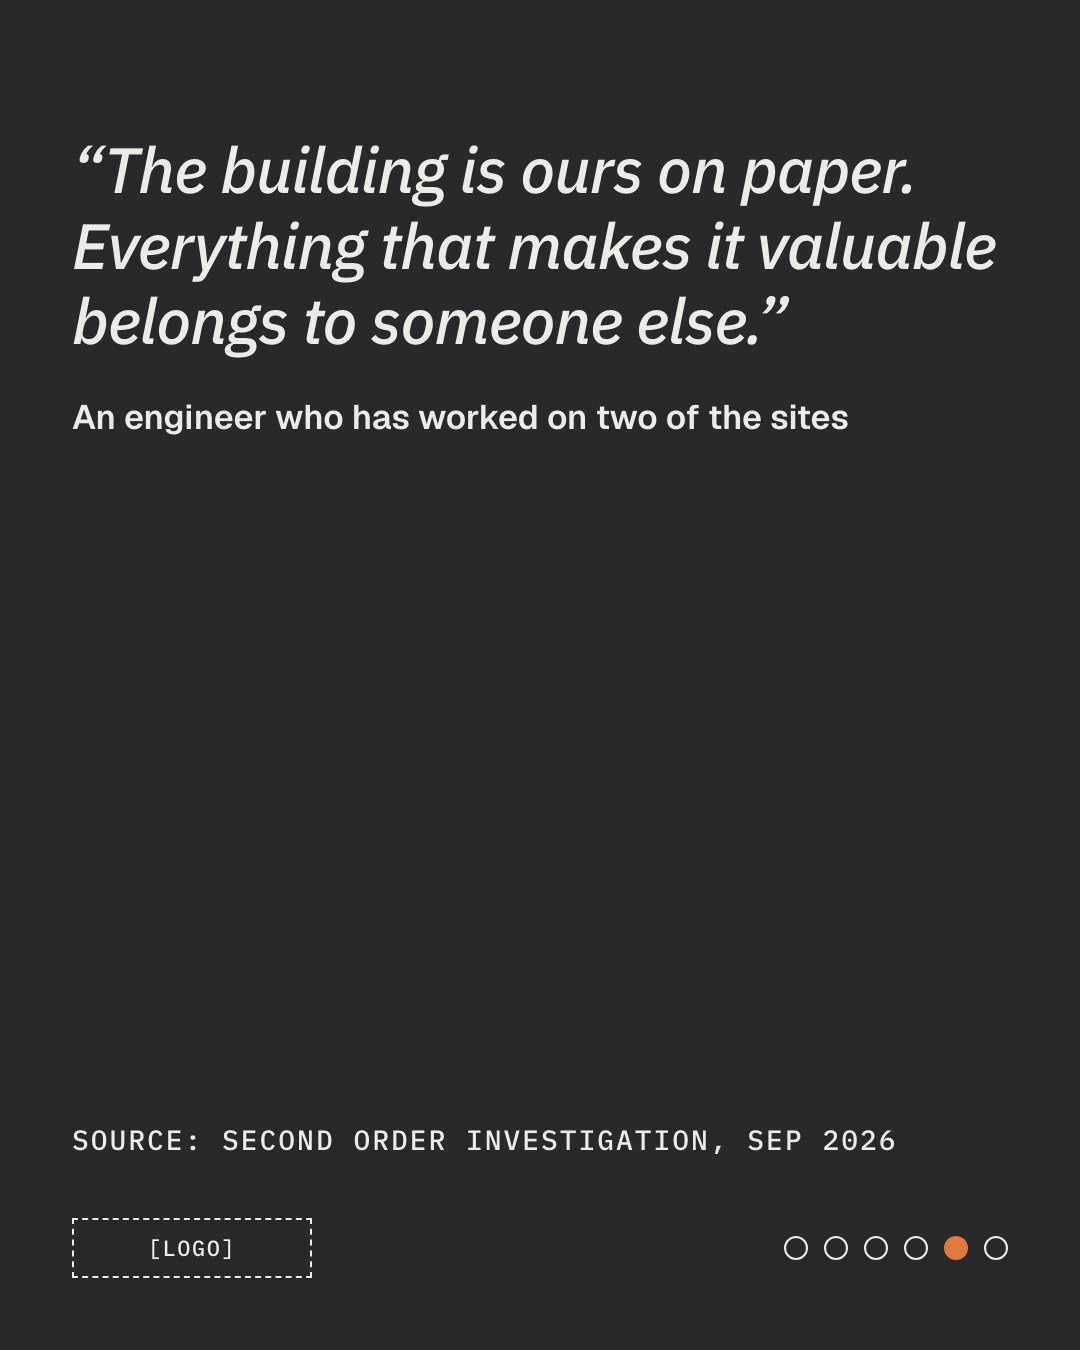 “The building is ours on paper.
Everything that makes it valuable
belongs to someone else.”
An engineer who has worked on two of the sites
SOURCE: SECOND ORDER INVESTIGATION, SEP 2026
[LOGO]